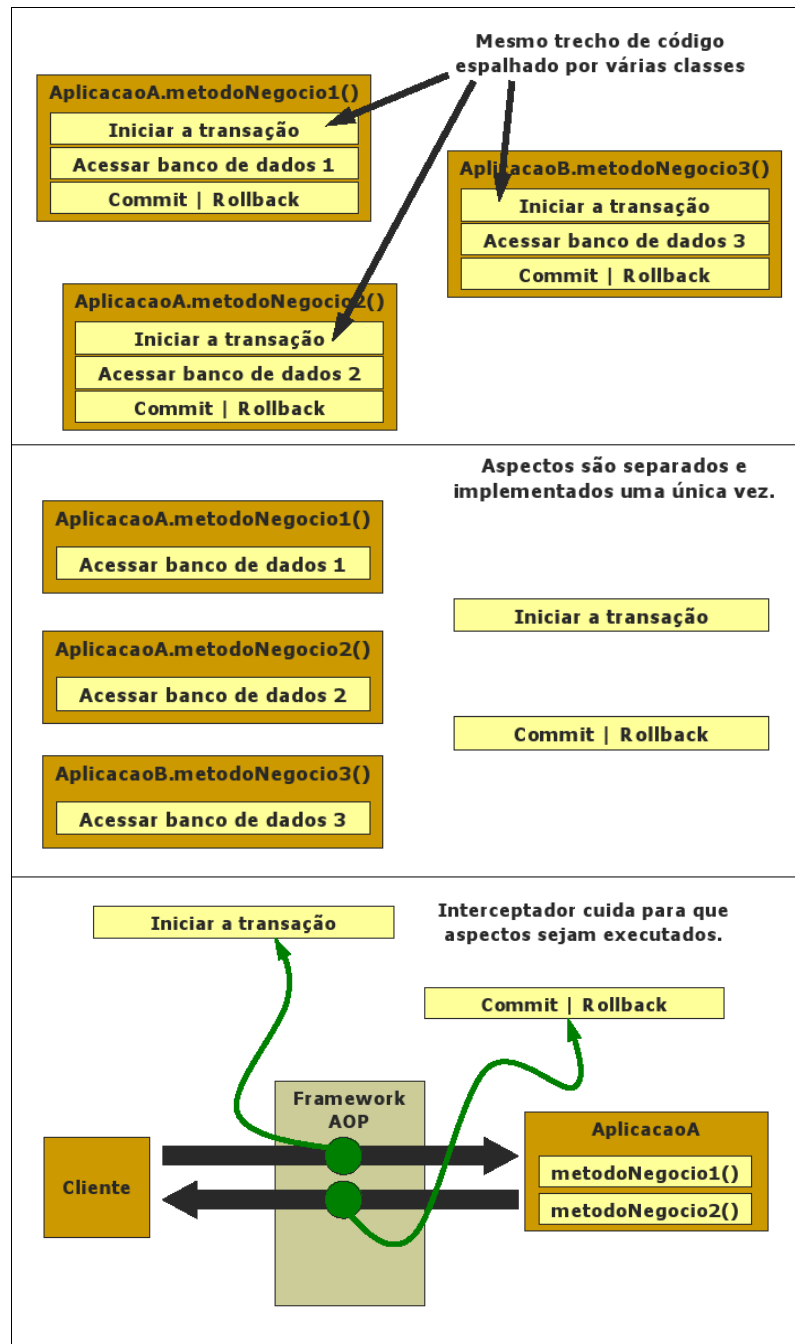 Mesmo trecho de código
espalhado por várias classes
AplicacaoA.metodoNegocio1()
Iniciar a transação
Acessar banco de dados 1
Commit | Rollback
AplicacaoB.metodoNegocio3()
Iniciar a transação
Acessar banco de dados 3
Commit | Rollback
AplicacaoA.metodoNegocio2()
Iniciar a transação
Acessar banco de dados 2
Commit | Rollback
Aspectos são separados e
implementados uma única vez.
AplicacaoA.metodoNegocio1()
Acessar banco de dados 1
Iniciar a transação
AplicacaoA.metodoNegocio2()
Acessar banco de dados 2
Commit | Rollback
AplicacaoB.metodoNegocio3()
Acessar banco de dados 3
Iniciar a transação
Interceptador cuida para que
aspectos sejam executados.
Commit | Rollback
Framework
AOP
Cliente
AplicacaoA
metodoNegocio1()
metodoNegocio2()